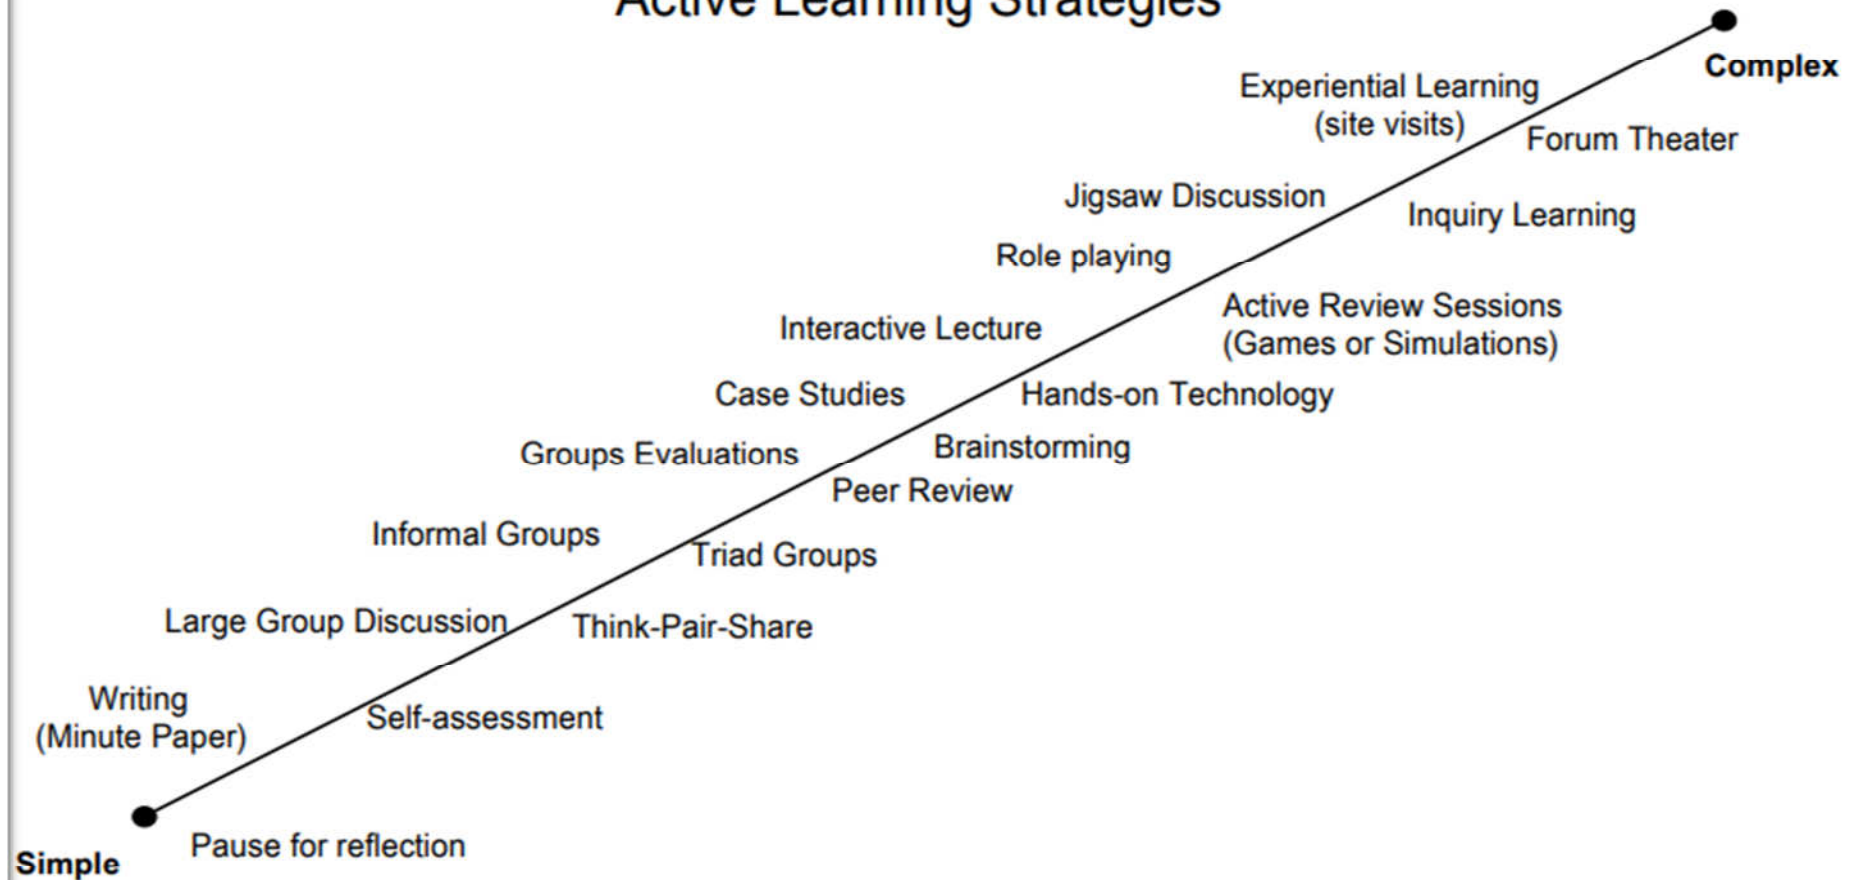 Active Learning Strategies
Complex
Experiential Learning
(site visits)
Forum Theater
Jigsaw Discussion
Inquiry Learning
Role playing
Active Review Sessions
(Games or Simulations)
Interactive Lecture
Case Studies
Hands-on Technology
Groups Evaluations
Brainstorming
Peer Review
Informal Groups
Triad Groups
Large Group Discussion
Think-Pair-Share
Writing
(Minute Paper)
Self-assessment
Pause for reflection
Simple